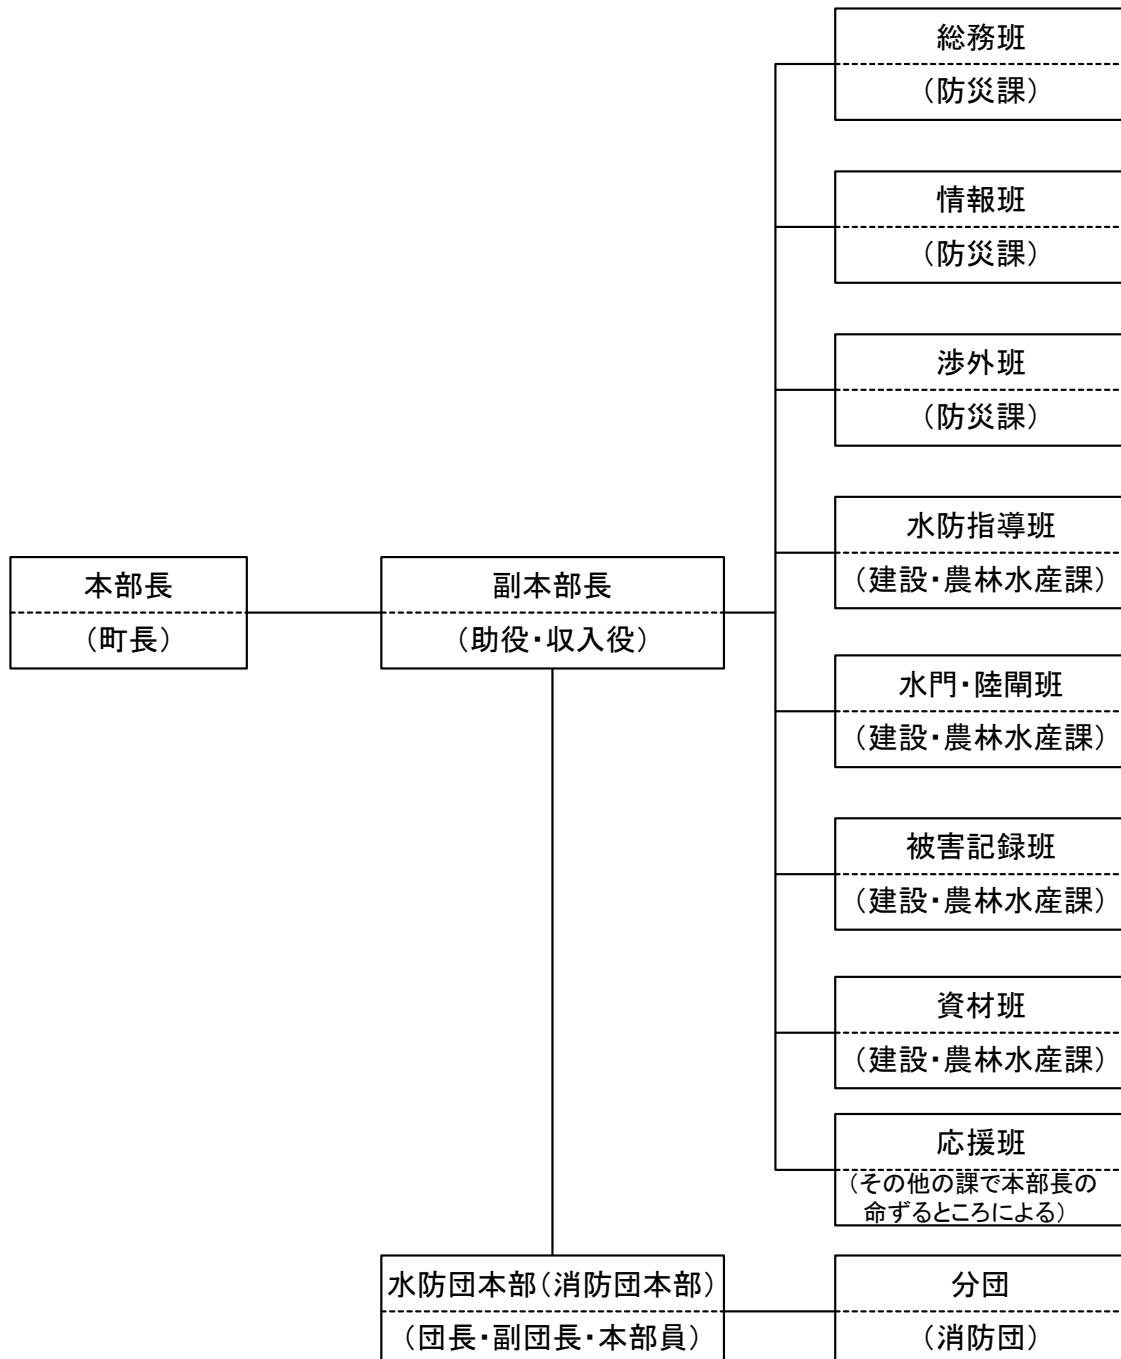 総務班
（防災課）
情報班
（防災課）
渉外班
（防災課）
水防指導班
（建設・農林水産課）
本部長
（町長）
副本部長
（助役・収入役）
水門・陸閘班
（建設・農林水産課）
被害記録班
（建設・農林水産課）
資材班
（建設・農林水産課）
応援班
（その他の課で本部長の
命ずるところによる）
水防団本部（消防団本部）
（団長・副団長・本部員）
分団
（消防団）